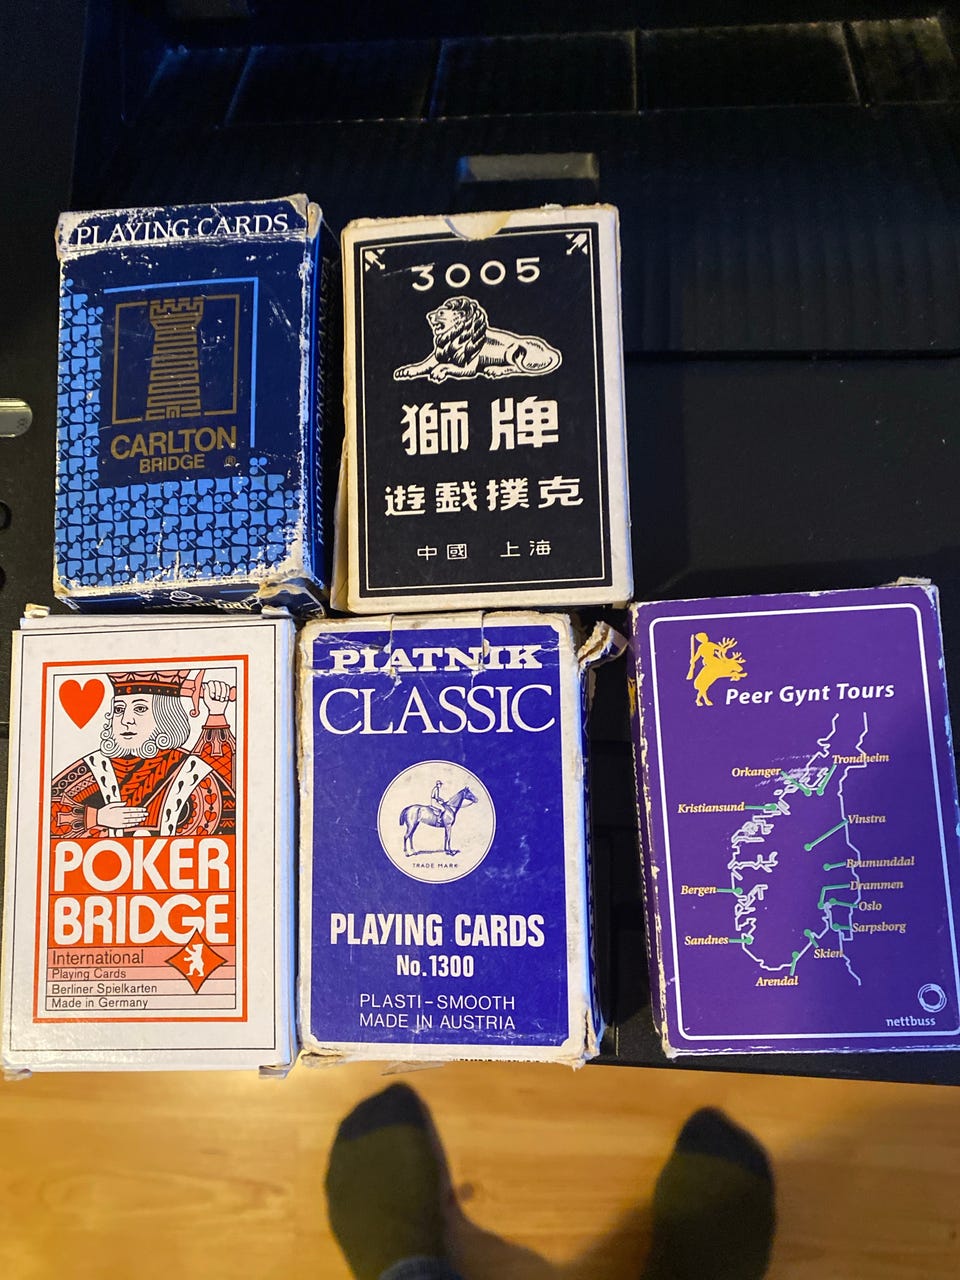 PLAYING CARDS
CARLTON
BRIDGE ®
3005
獅牌
遊戱撲克
中國 上海
POKER
BRIDGE
International
Playing Cards
Berliner Spielkarten
Made in Germany
PIATNIK
CLASSIC
TRADE MARK
PLAYING CARDS
No.1300
PLASTI-SMOOTH
MADE IN AUSTRIA
Peer Gynt Tours
Trondheim
Orkanger
Kristiansund
Vinstra
Brumunddal
Drammen
Bergen
Oslo
Sarpsborg
Sandnes
Skien
Arendal
nettbuss